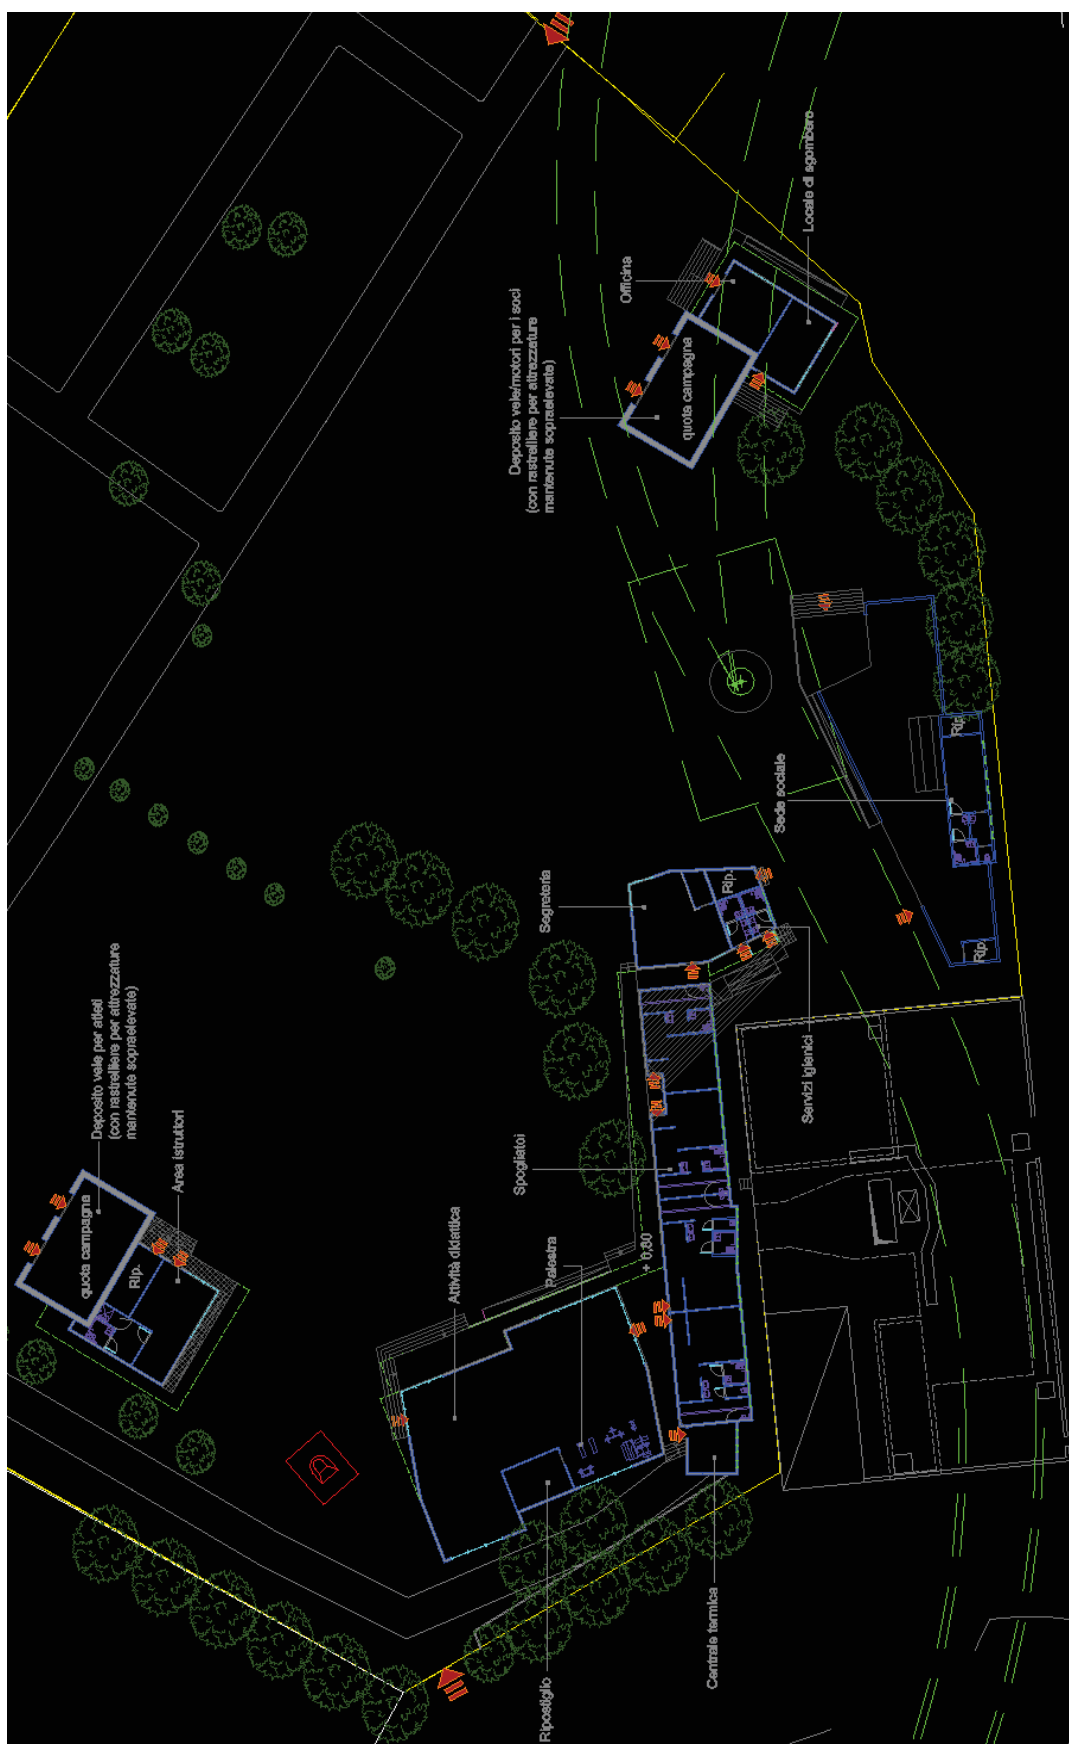 Locale di sgombero
Officina
Deposito vele/motori per i soci
(con rastrelliere per attrezzature
mantenute sopraelevate)
quota campagna
Rip.
Sede sociale
Rip.
Segreteria
Rip.
Servizi igienici
Spogliatoi
Deposito vele per atleti
(con rastrelliere per attrezzature
mantenute sopraelevate)
Area istruttori
quota campagna
Rip.
Attività didattica
Palestra
+ 0,80
Ripostiglio
Centrale termica